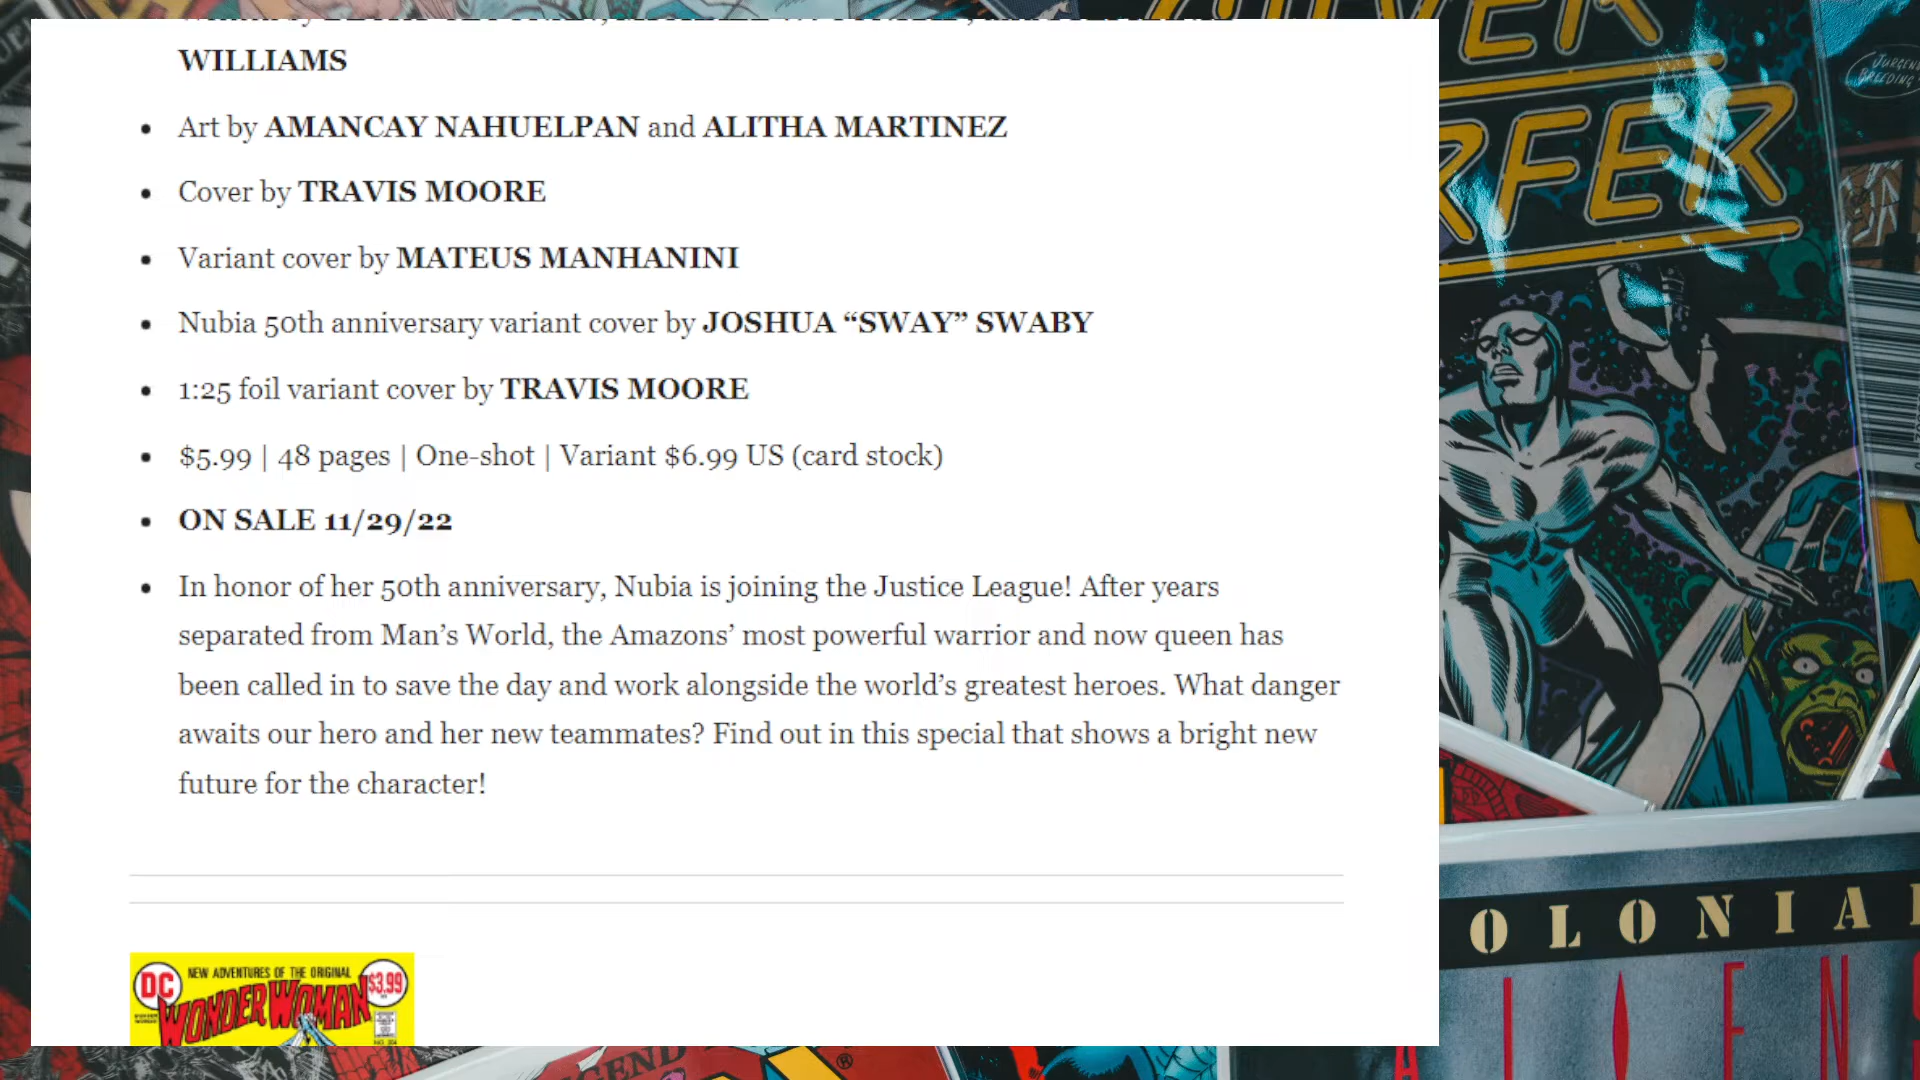 WILLIAMS
• Art by AMANCAY NAHUELPAN and ALITHA MARTINEZ
• Cover by TRAVIS MOORE
• Variant cover by MATEUS MANHANINI
• Nubia 50th anniversary variant cover by JOSHUA “SWAY” SWABY
• 1:25 foil variant cover by TRAVIS MOORE
• $5.99 | 48 pages | One-shot | Variant $6.99 US (card stock)
• ON SALE 11/29/22
• In honor of her 50th anniversary, Nubia is joining the Justice League! After years
separated from Man’s World, the Amazons’ most powerful warrior and now queen has
been called in to save the day and work alongside the world’s greatest heroes. What danger
awaits our hero and her new teammates? Find out in this special that shows a bright new
future for the character!
DC
NEW ADVENTURES OF THE ORIGINAL
$3.99
WONDER WOMAN
RFER
OLONIA
ALIENS